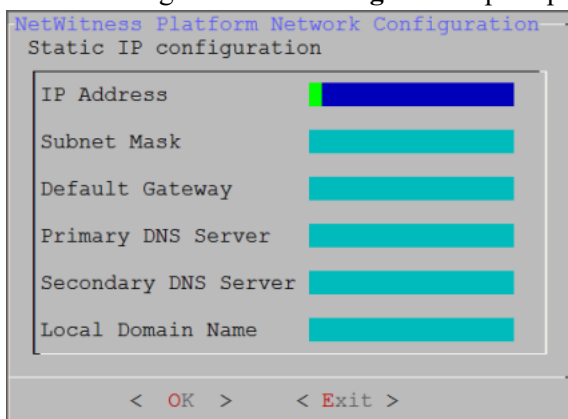 NetWitness Platform Network Configuration
Static IP configuration
IP Address
Subnet Mask
Default Gateway
Primary DNS Server
Secondary DNS Server
Local Domain Name
< OK > < Exit >